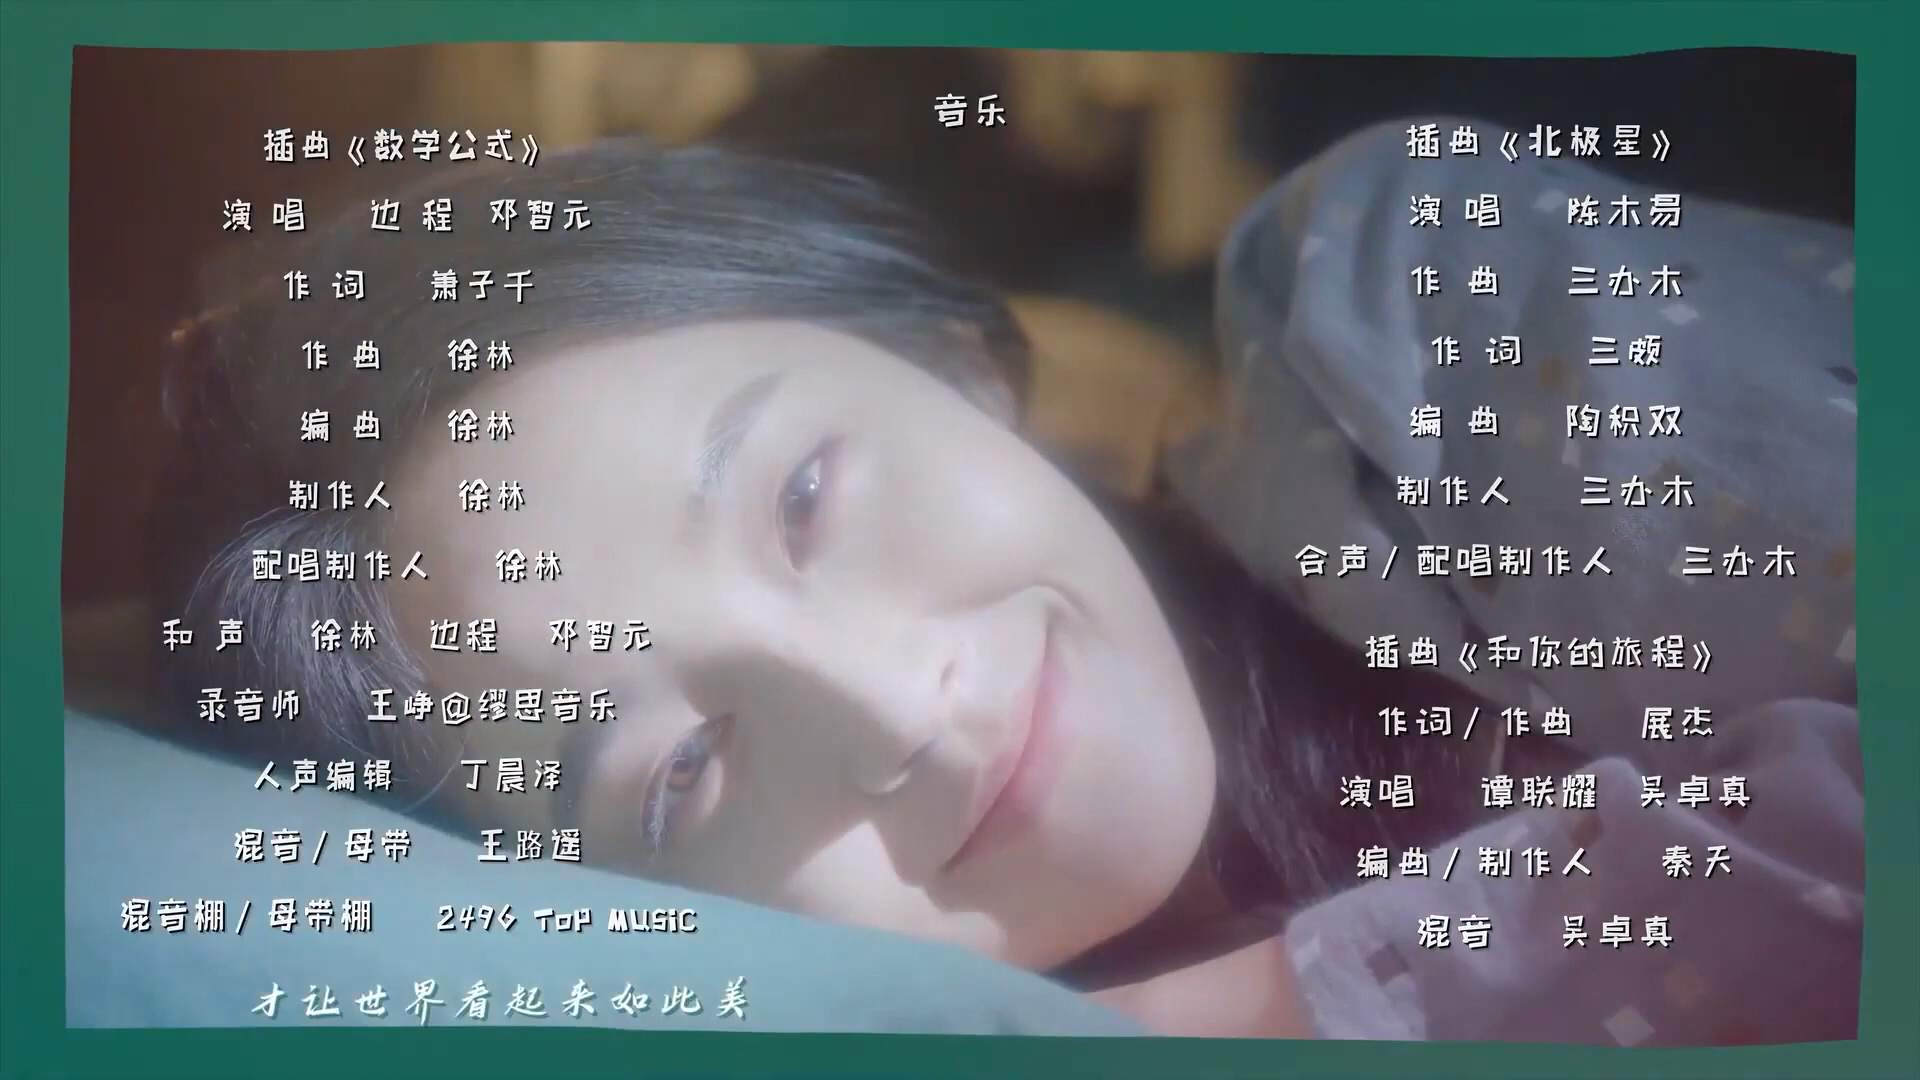 音乐
插曲《数学公式》
演唱 边程 邓智元
作词 萧子千
作曲 徐林
编曲 徐林
制作人 徐林
配唱制作人 徐林
和声 徐林 边程 邓智元
录音师 王峥@缪思音乐
人声编辑 丁晨泽
混音/母带 王路遥
混音棚/母带棚 2496 TOP MUSIC
插曲《北极星》
演唱 陈木易
作曲 三办木
作词 三颇
编曲 陶积双
制作人 三办木
合声/配唱制作人 三办木
插曲《和你的旅程》
作词/作曲 展杰
演唱 谭联耀 吴卓真
编曲/制作人 秦天
混音 吴卓真
才让世界看起来如此美